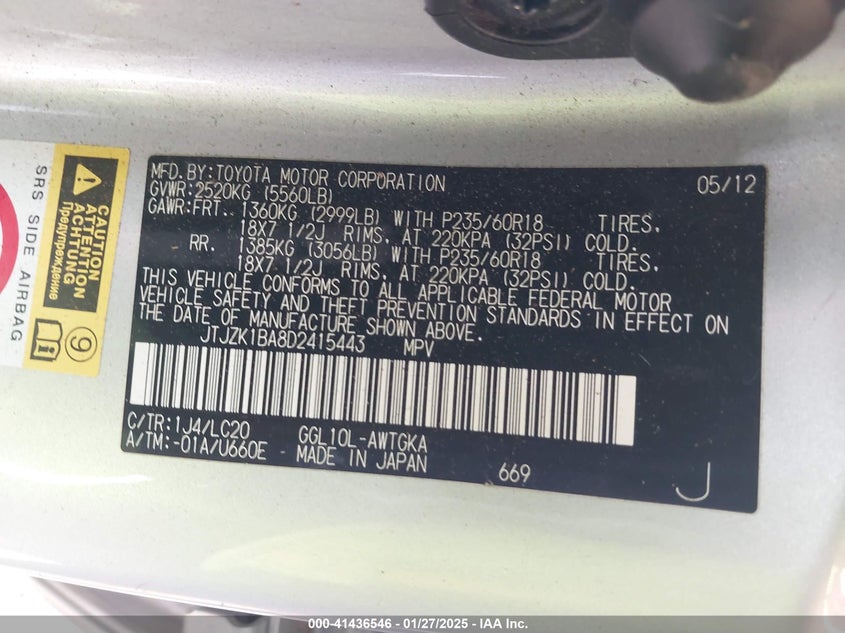 MFD.BY:TOYOTA MOTOR CORPORATION 05/12
GVWR:2520KG (5560LB)
GAWR:FRT. 1360KG (2999LB) WITH P235/60R18 TIRES,
18X7 1/2J RIMS, AT 220KPA (32PSI) COLD.
RR. 1385KG (3056LB) WITH P235/60R18 TIRES,
18X7 1/2J RIMS, AT 220KPA (32PSI) COLD.
THIS VEHICLE CONFORMS TO ALL APPLICABLE FEDERAL MOTOR
VEHICLE SAFETY AND THEFT PREVENTION STANDARDS IN EFFECT ON
THE DATE OF MANUFACTURE SHOWN ABOVE.
JTJZK1BA8D2415443 MPV
C/TR:1J4/LC20 GGL10L-AWTGKA
A/TM:-01A/U660E MADE IN JAPAN 669
J
SRS SIDE AIRBAG
CAUTION
ATTENTION
ACHTUNG
Предупреждение
9
000-41436546 - 01/27/2025 - IAA Inc.